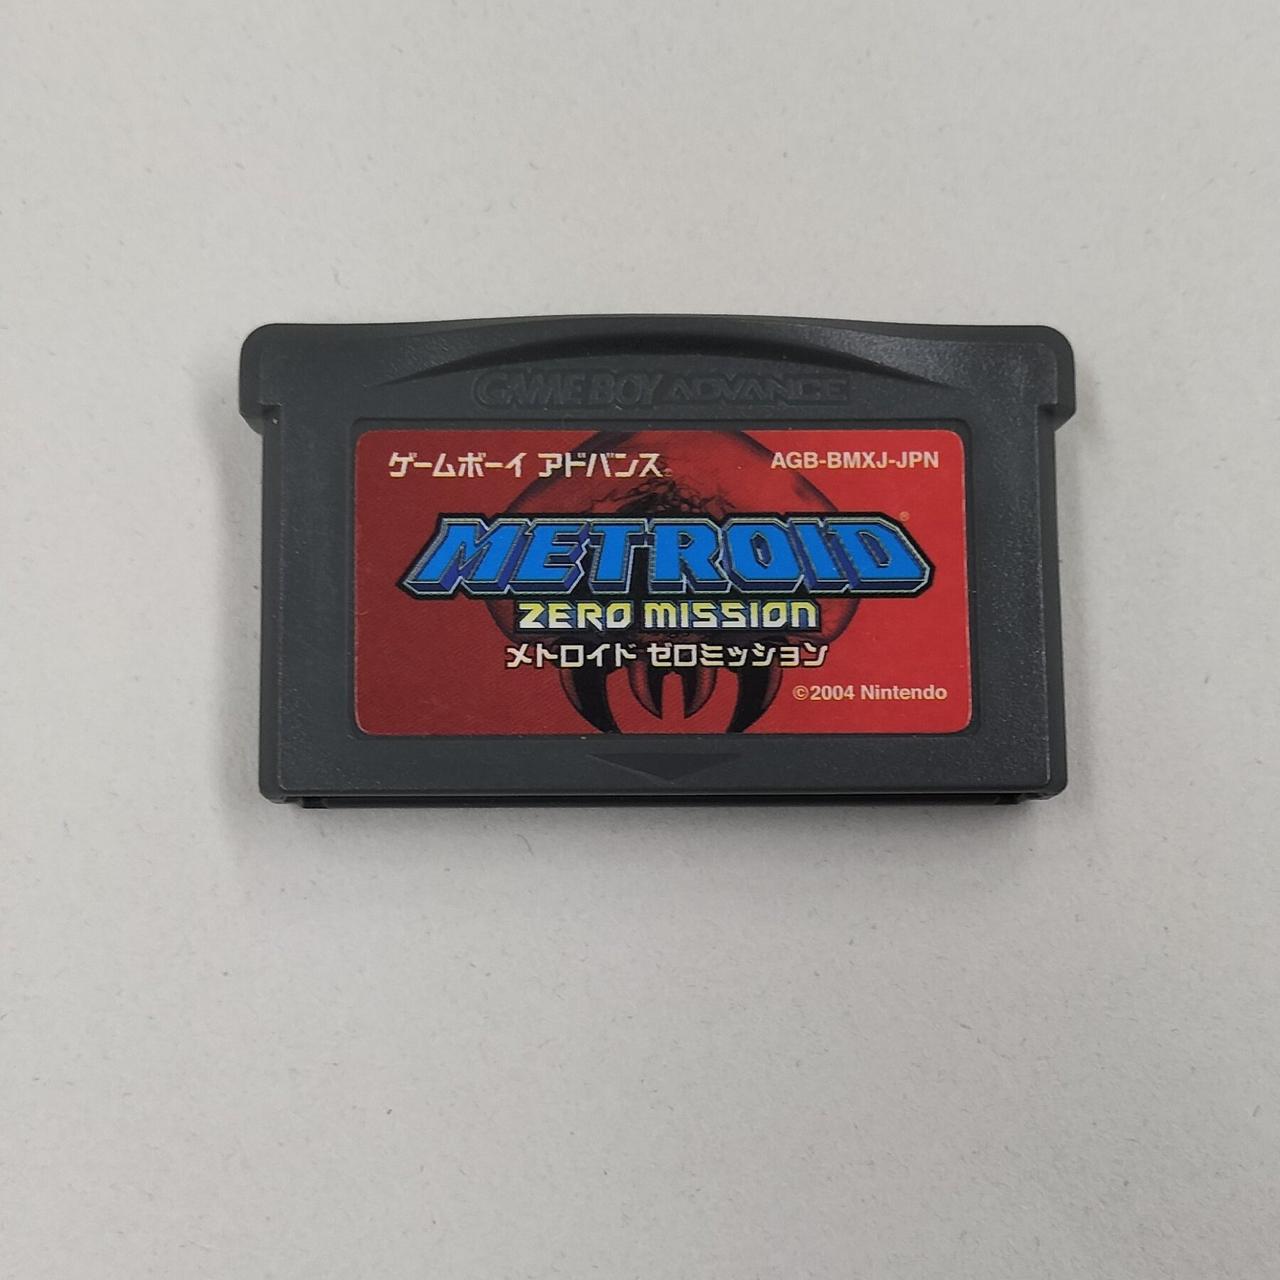 GAME BOY ADVANCE
ゲームボーイ アドバンス
AGB-BMXJ-JPN
METROID®
ZERO MISSION
メトロイド ゼロミッション
©2004 Nintendo